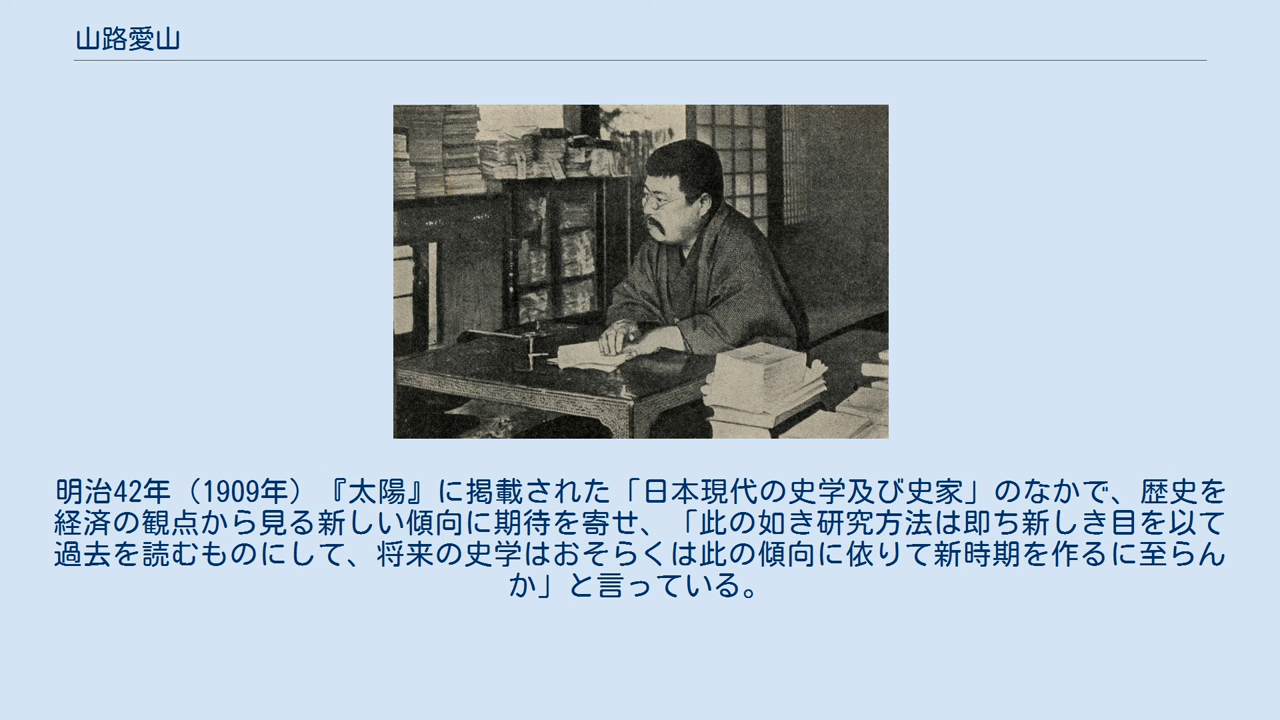 山路愛山
明治42年（1909年）『太陽』に掲載された「日本現代の史学及び史家」のなかで、歴史を
経済の観点から見る新しい傾向に期待を寄せ、「此の如き研究方法は即ち新しき目を以て
過去を読むものにして、将来の史学はおそらくは此の傾向に依りて新時期を作るに至らん
か」と言っている。